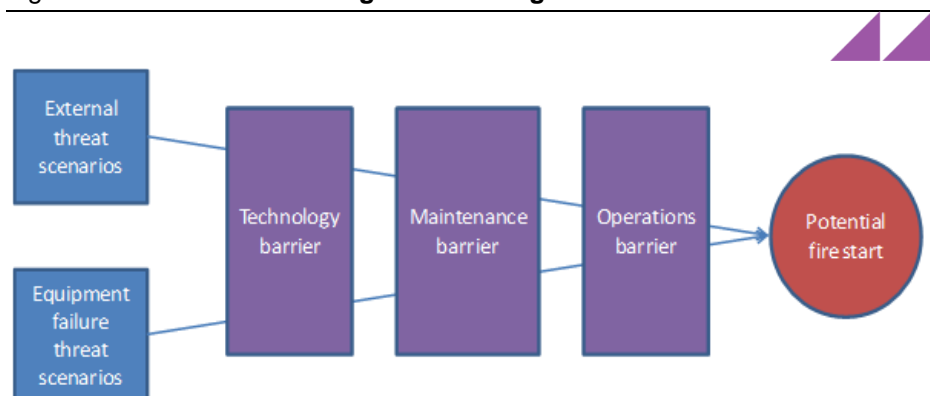 External
threat
scenarios
Technology
barrier
Maintenance
barrier
Operations
barrier
Potential
fire start
Equipment
failure
threat
scenarios